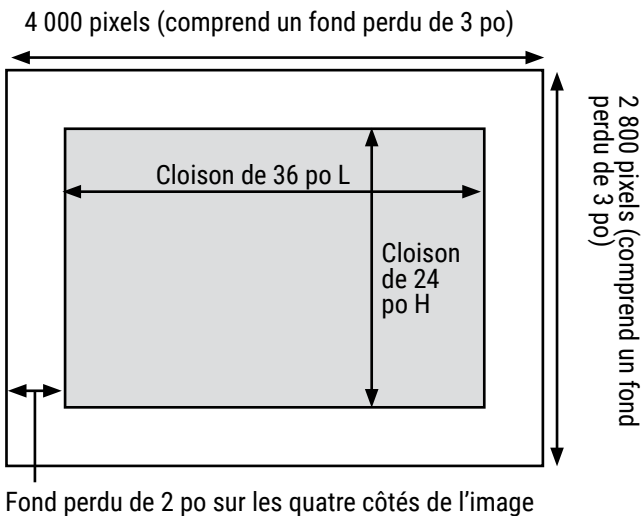 4 000 pixels (comprend un fond perdu de 3 po)
2 800 pixels (comprend un fond
perdu de 3 po)
Cloison de 36 po L
Cloison
de 24
po H
Fond perdu de 2 po sur les quatre côtés de l’image